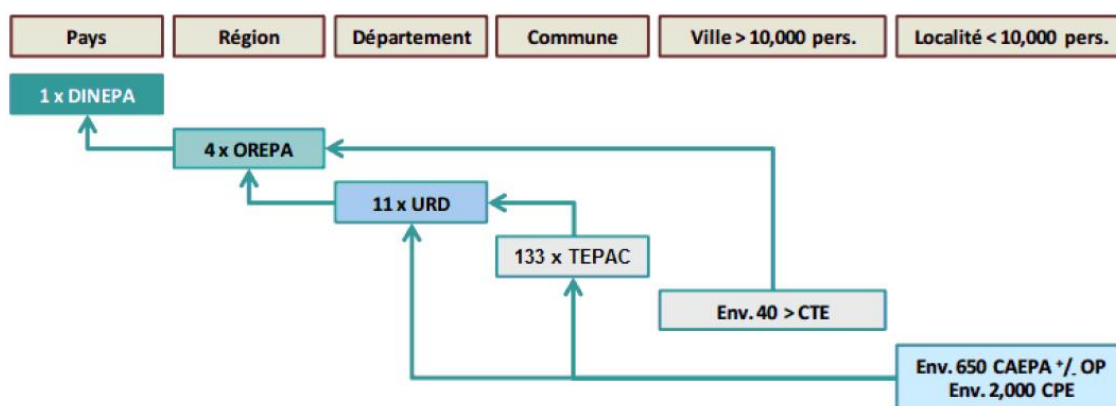 Pays
Région
Département
Commune
Ville > 10,000 pers.
Localité < 10,000 pers.
1 x DINEPA
4 x OREPA
11 x URD
133 x TEPAC
Env. 40 > CTE
Env. 650 CAEPA +/- OP
Env. 2,000 CPE